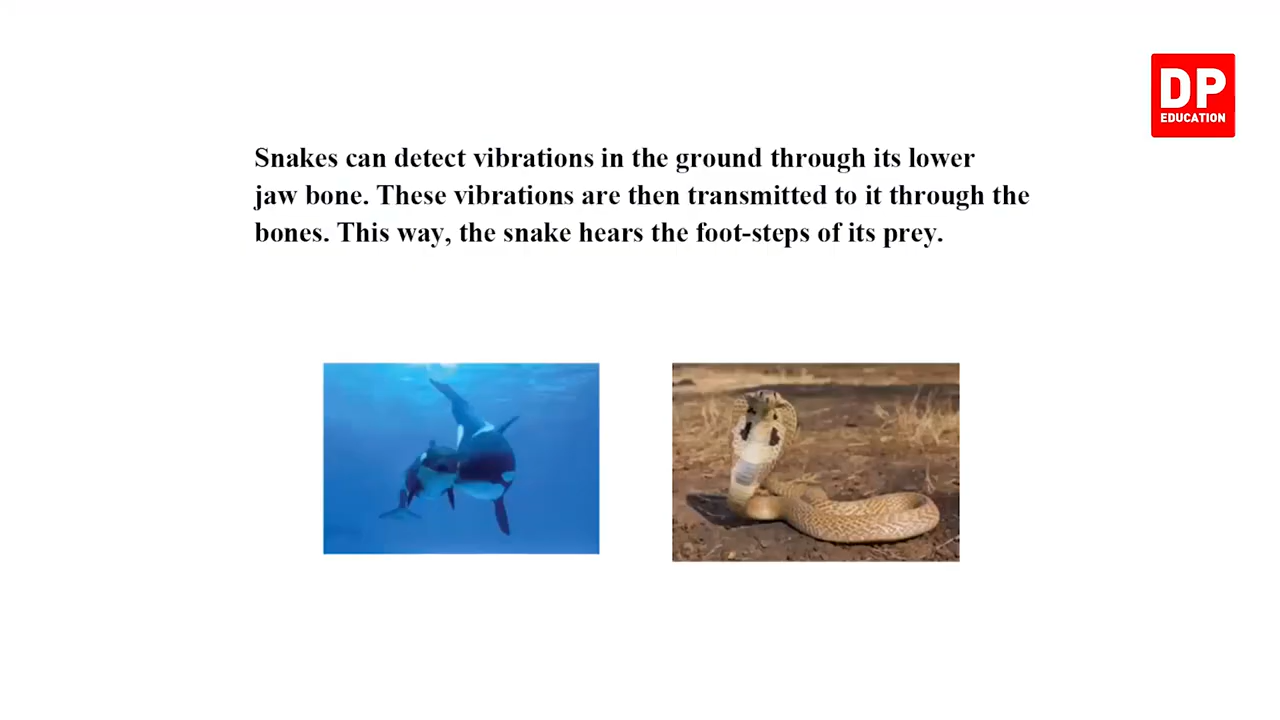 DP
EDUCATION
Snakes can detect vibrations in the ground through its lower
jaw bone. These vibrations are then transmitted to it through the
bones. This way, the snake hears the foot-steps of its prey.